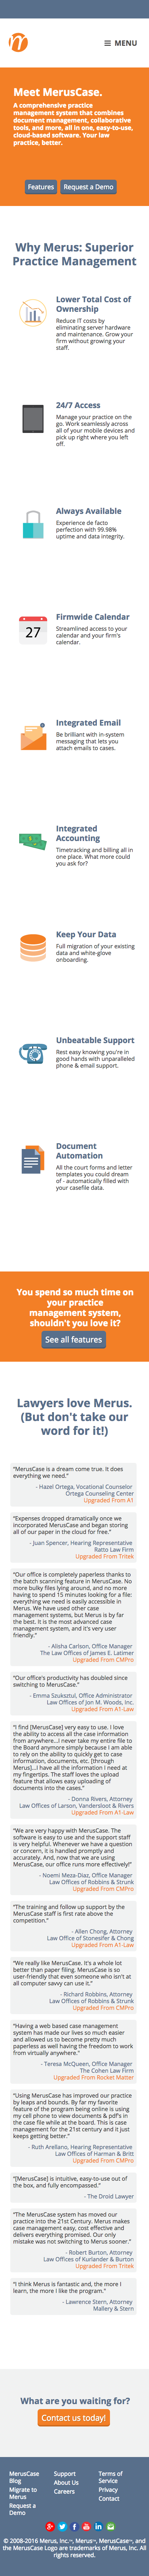 MENU
Meet MerusCase.
A comprehensive practice
management system that combines
document management, collaborative
tools, and more, all in one, easy-to-use,
cloud-based software. Your law
practice, better.
Features
Request a Demo
Why Merus: Superior
Practice Management
Lower Total Cost of
Ownership
Reduce IT costs by
eliminating server hardware
and maintenance. Grow your
firm without growing your
staff.
24/7 Access
Manage your practice on the
go. Work seamlessly across
all of your mobile devices and
pick up right where you left
off.
Always Available
Experience de facto
perfection with 99.98%
uptime and data integrity.
Firmwide Calendar
27
Streamlined access to your
calendar and your firm's
calendar.
Integrated Email
Be brilliant with in-system
messaging that lets you
attach emails to cases.
Integrated
Accounting
Timetracking and billing all in
one place. What more could
you ask for?
Keep Your Data
Full migration of your existing
data and white-glove
onboarding.
Unbeatable Support
Rest easy knowing you're in
good hands with unparalleled
phone & email support.
Document
Automation
All the court forms and letter
templates you could dream
of - automatically filled with
your casefile data.
You spend so much time on
your practice
management system,
shouldn't you love it?
See all features
Lawyers love Merus.
(But don't take our
word for it!)
"MerusCase is a dream come true. It does
everything we need."
- Hazel Ortega, Vocational Counselor
Ortega Counseling Center
Upgraded From A1
"Expenses dropped dramatically once we
incorporated MerusCase and began storing
all of our paper in the cloud for free."
- Juan Spencer, Hearing Representative
Ratto Law Firm
Upgraded From Tritek
"Our office is completely paperless thanks to
the batch scanning feature in MerusCase. No
more bulky files lying around, and no more
having to spend 15 minutes looking for a file:
everything we need is easily accessible in
Merus. We have used other case
management systems, but Merus is by far
the best. It is the most advanced case
management system, and it's very user
friendly."
- Alisha Carlson, Office Manager
The Law Offices of James E. Latimer
Upgraded From CMPro
"Our office's productivity has doubled since
switching to MerusCase."
- Emma Szuksztul, Office Administrator
Law Offices of Jon M. Woods, Inc.
Upgraded From A1-Law
"I find [MerusCase] very easy to use. I love
the ability to access all the case information
from anywhere...I never take my entire file to
the Bargainmore simply because I am able
to rely on the ability to quickly get to my
information, documents, etc. [through
Merus]...I have all the information I need at
my fingertips. The staff loves the upload
feature that allows easy uploading of
documents into the cases."
- Donna Rivers, Attorney
Law Offices of Larson, Vanderskloot & Rivers
Upgraded From A1-Law
"We are very happy with MerusCase. The
software is easy to use and the support staff
is very helpful. Whenever we have a question
or concern, it is handled promptly and
accurately. And, now that we are using
MerusCase, our office runs more effectively!"
- Noemi Meza-Diaz, Office Manager
Law Offices of Robbins & Strunk
Upgraded From CMPro
"The training and follow up support by the
MerusCase staff is first rate above the
competition."
- Allen Chong, Attorney
Law Office of Stonesifer & Chong
Upgraded From A1-Law
"We really like MerusCase. It's a whole lot
better than paper filing. MerusCase is so
user-friendly that even someone who isn't at
all computer savvy can use it."
- Richard Robbins, Attorney
Law Offices of Robbins & Strunk
Upgraded From CMPro
"Having a web based case management
system has made our lives so much easier
and allowed us to become pretty much
paperless as well having the freedom to work
from virtually anywhere."
- Teresa McQueen, Office Manager
The Cohen Law Firm
Upgraded From Rocket Matter
"Using MerusCase has improved our practice
by leaps and bounds. By far my favorite
feature of the program being online is using
my cell phone to view documents & pdf's in
the case file while at the board. This is case
management for the 21st century and it just
keeps getting better."
- Ruth Arellano, Hearing Representative
Law Offices of Harman & Britt
Upgraded From CMPro
"[MerusCase] is intuitive, easy-to-use out of
the box, and fully encompassed."
- The Droid Lawyer
"The MerusCase system has moved our
practice into the 21st Century. Merus makes
case management easy, cost effective and
delivers everything promised. Our only
mistake was not switching to Merus sooner."
- Robert Burton, Attorney
Law Offices of Kurlander & Burton
Upgraded From Tritek
"I think Merus is fantastic and, the more I
learn, the more I like the program."
- Lawrence Stern, Attorney
Mallery & Stern
What are you waiting for?
Contact us today!
MerusCase
Blog
Migrate to
Merus
Request a
Demo
Support
About Us
Careers
Terms of
Service
Privacy
Contact
© 2008-2016 Merus, Inc.™, Merus™, MerusCase™, and
the MerusCase Logo are trademarks of Merus, Inc. All
rights reserved.